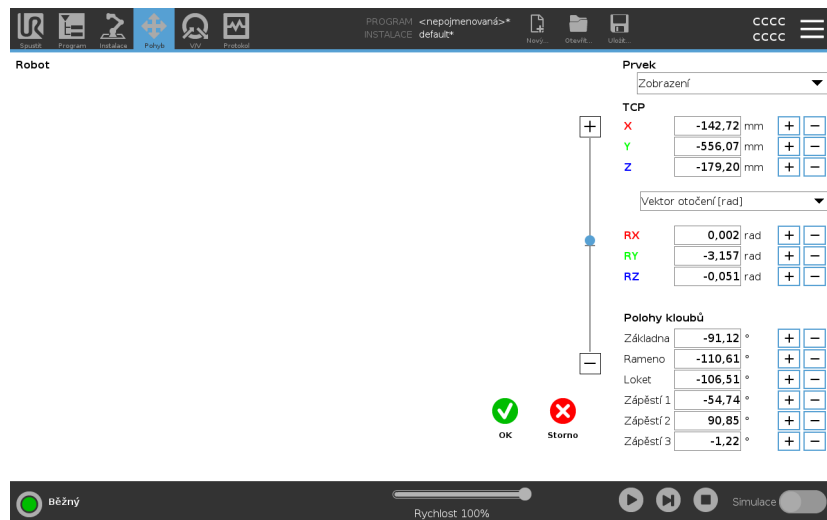 UR
Spustit Program Instalace Pohyb V/V Protokol
PROGRAM <nepojmenovaná>*
INSTALACE default*
Nový... Otevřít... Uložit...
cccc
cccc
Robot
Prvek
Zobrazení
TCP
X -142,72 mm + −
Y -556,07 mm + −
Z -179,20 mm + −
Vektor otočení [rad]
RX 0,002 rad + −
RY -3,157 rad + −
RZ -0,051 rad + −
Polohy kloubů
Základna -91,12 ° + −
Rameno -110,61 ° + −
Loket -106,51 ° + −
Zápěstí 1 -54,74 ° + −
Zápěstí 2 90,85 ° + −
Zápěstí 3 -1,22 ° + −
+
−
OK Storno
Běžný
Rychlost 100%
Simulace